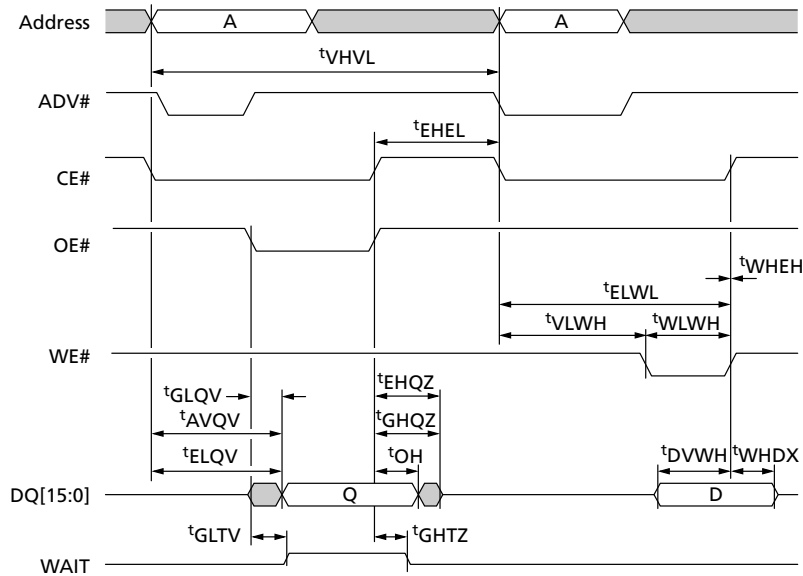 Address A A
tVHVL
ADV#
tEHEL
CE#
OE#
tWHEH
tELWL
tVLWH tWLWH
WE#
tGLQV tEHQZ
tAVQV tGHQZ
tELQV tOH tDVWH tWHDX
DQ[15:0] Q D
tGLTV tGHTZ
WAIT